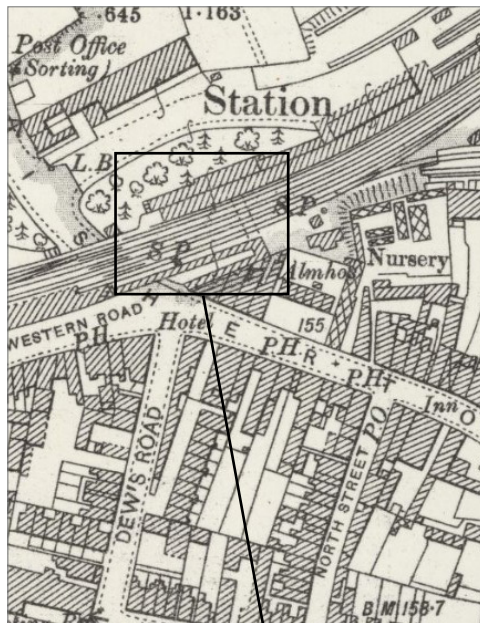 .645
1·163
Post Office
(Sorting)
Station
L.B.
S.P.
S.P.
Nursery
Almhos
WESTERN ROAD
P.H.
Hotel
155
P.H.
P.H.
Inn
P.O.
DEW'S ROAD
NORTH STREET
B.M.158·7